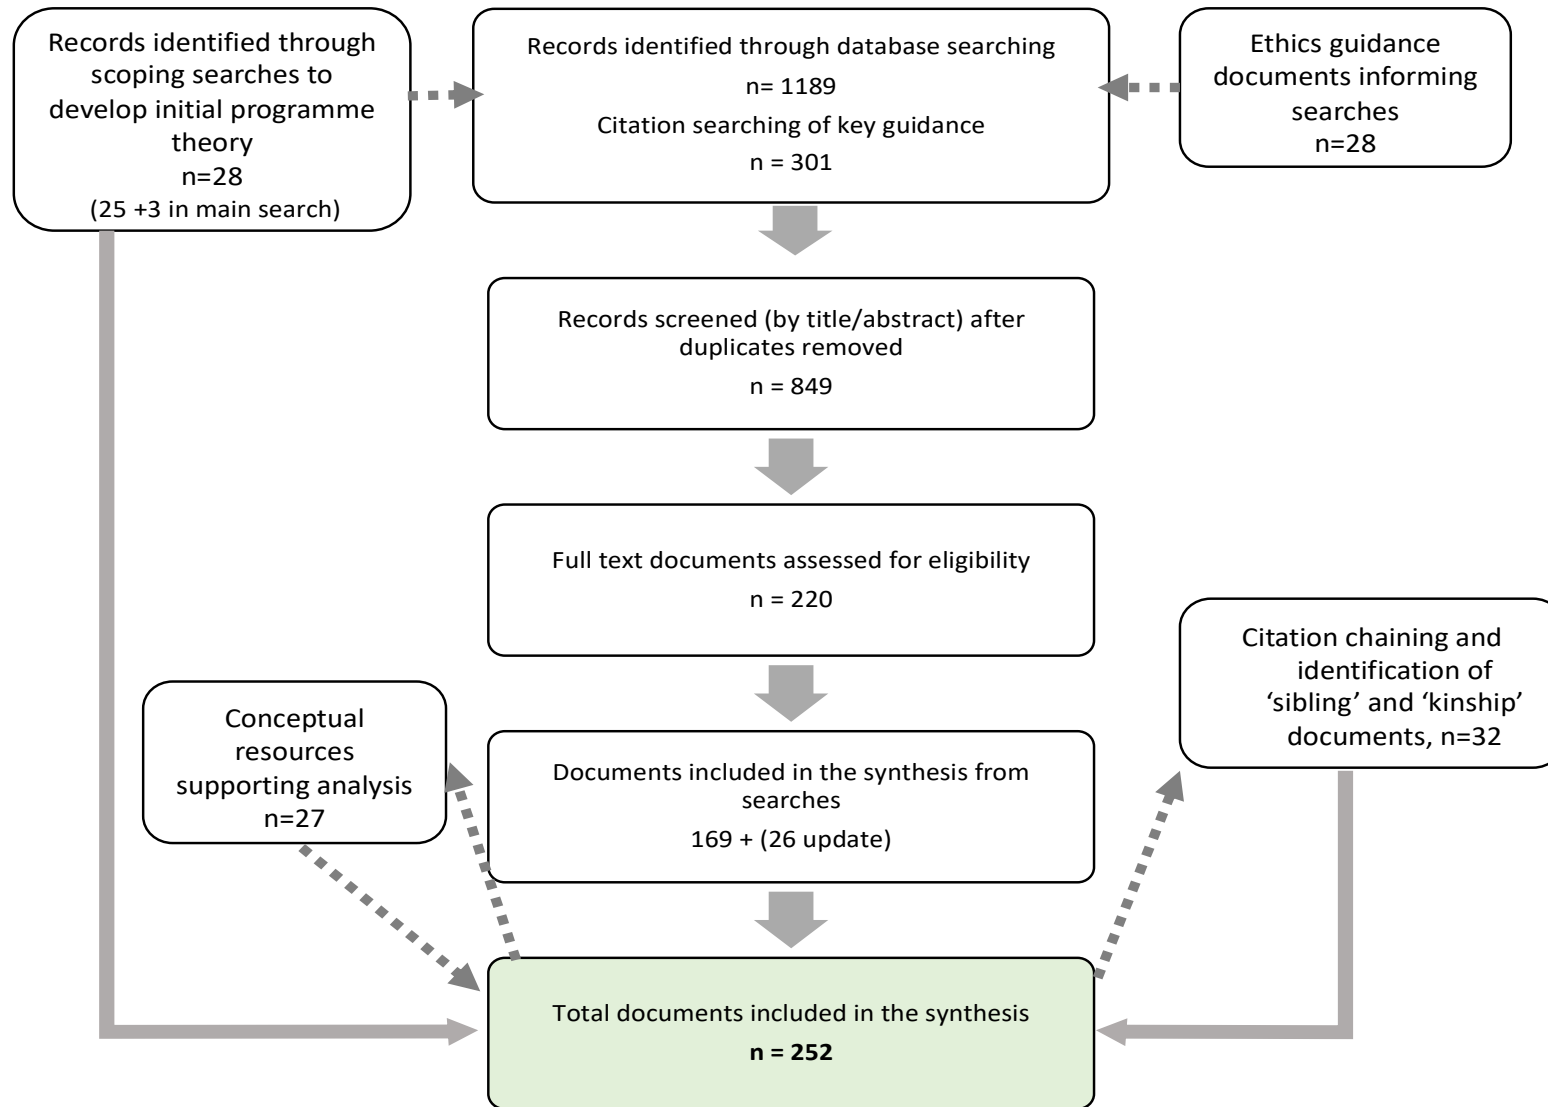 Records identified through
scoping searches to
develop initial programme
theory
n=28
(25 +3 in main search)
Records identified through database searching
n= 1189
Citation searching of key guidance
n = 301
Ethics guidance
documents informing
searches
n=28
Records screened (by title/abstract) after
duplicates removed
n = 849
Full text documents assessed for eligibility
n = 220
Conceptual
resources
supporting analysis
n=27
Documents included in the synthesis from
searches
169 + (26 update)
Citation chaining and
identification of
‘sibling’ and ‘kinship’
documents, n=32
Total documents included in the synthesis
n = 252